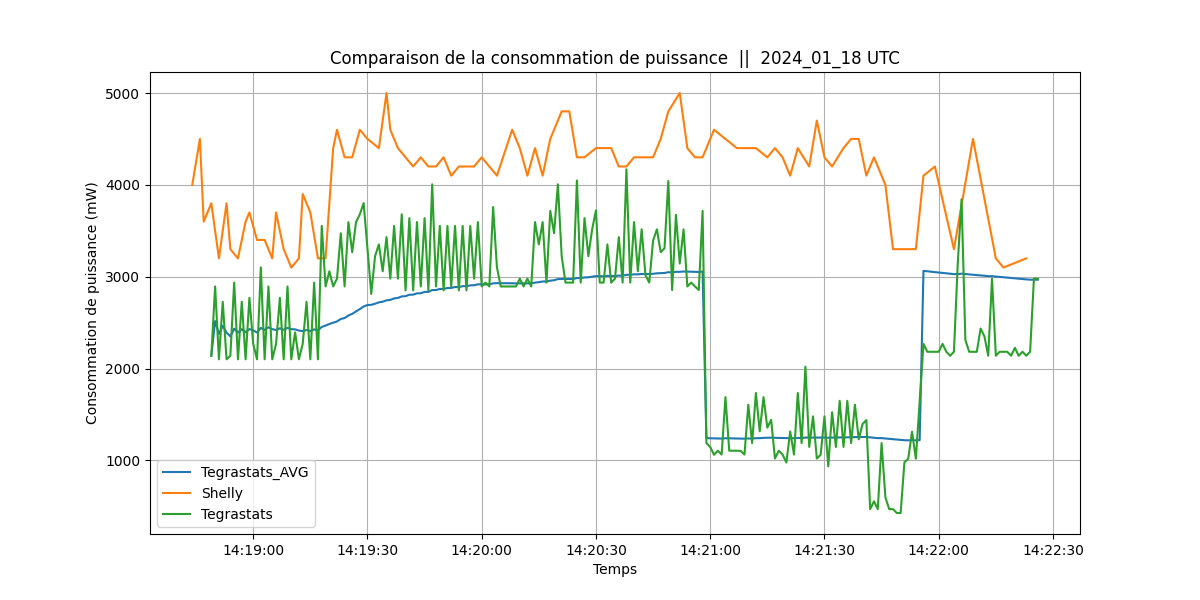 Comparaison de la consommation de puissance || 2024_01_18 UTC
Consommation de puissance (mW)
5000
4000
3000
2000
1000
Tegrastats_AVG
Shelly
Tegrastats
14:19:00 14:19:30 14:20:00 14:20:30 14:21:00 14:21:30 14:22:00 14:22:30
Temps